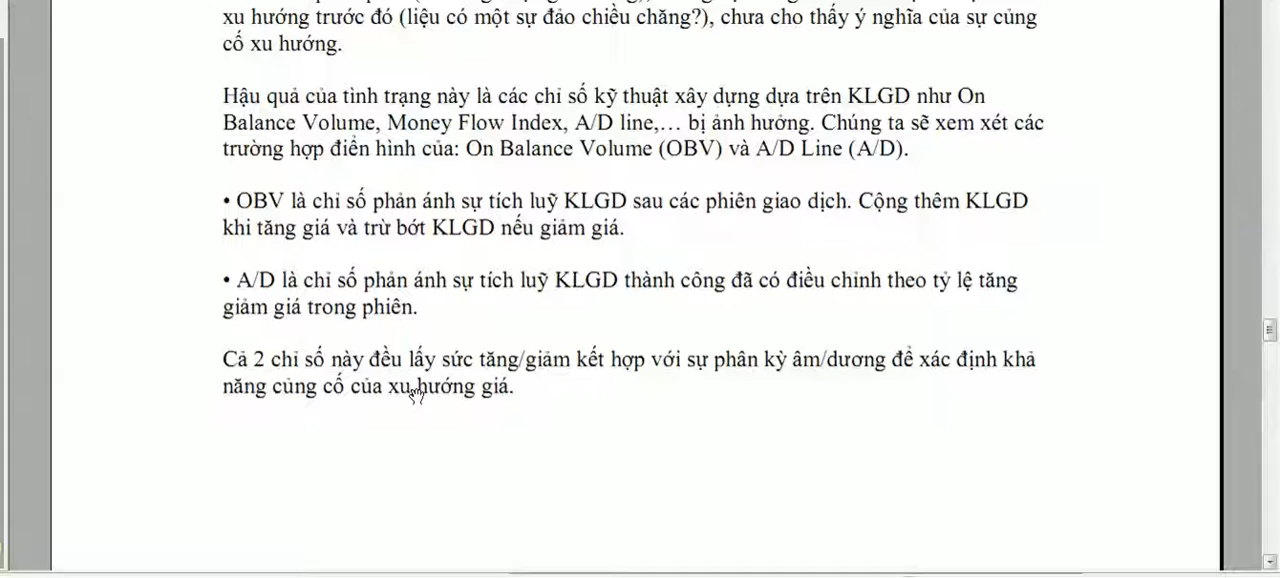 xu hướng trước đó (liệu có một sự đảo chiều chăng?), chưa cho thấy ý nghĩa của sự củng
cố xu hướng.
Hậu quả của tình trạng này là các chỉ số kỹ thuật xây dựng dựa trên KLGD như On
Balance Volume, Money Flow Index, A/D line,... bị ảnh hưởng. Chúng ta sẽ xem xét các
trường hợp điển hình của: On Balance Volume (OBV) và A/D Line (A/D).
• OBV là chỉ số phản ánh sự tích luỹ KLGD sau các phiên giao dịch. Cộng thêm KLGD
khi tăng giá và trừ bớt KLGD nếu giảm giá.
• A/D là chỉ số phản ánh sự tích luỹ KLGD thành công đã có điều chỉnh theo tỷ lệ tăng
giảm giá trong phiên.
Cả 2 chỉ số này đều lấy sức tăng/giảm kết hợp với sự phân kỳ âm/dương để xác định khả
năng củng cố của xu hướng giá.